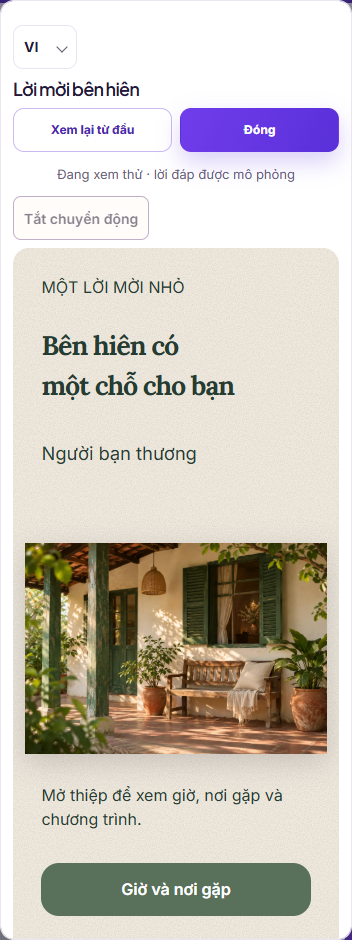 VI
Lời mời bên hiên
Xem lại từ đầu
Đóng
Đang xem thử · lời đáp được mô phỏng
Tắt chuyển động
MỘT LỜI MỜI NHỎ
Bên hiên có
một chỗ cho bạn
Người bạn thương
Mở thiệp để xem giờ, nơi gặp và
chương trình.
Giờ và nơi gặp